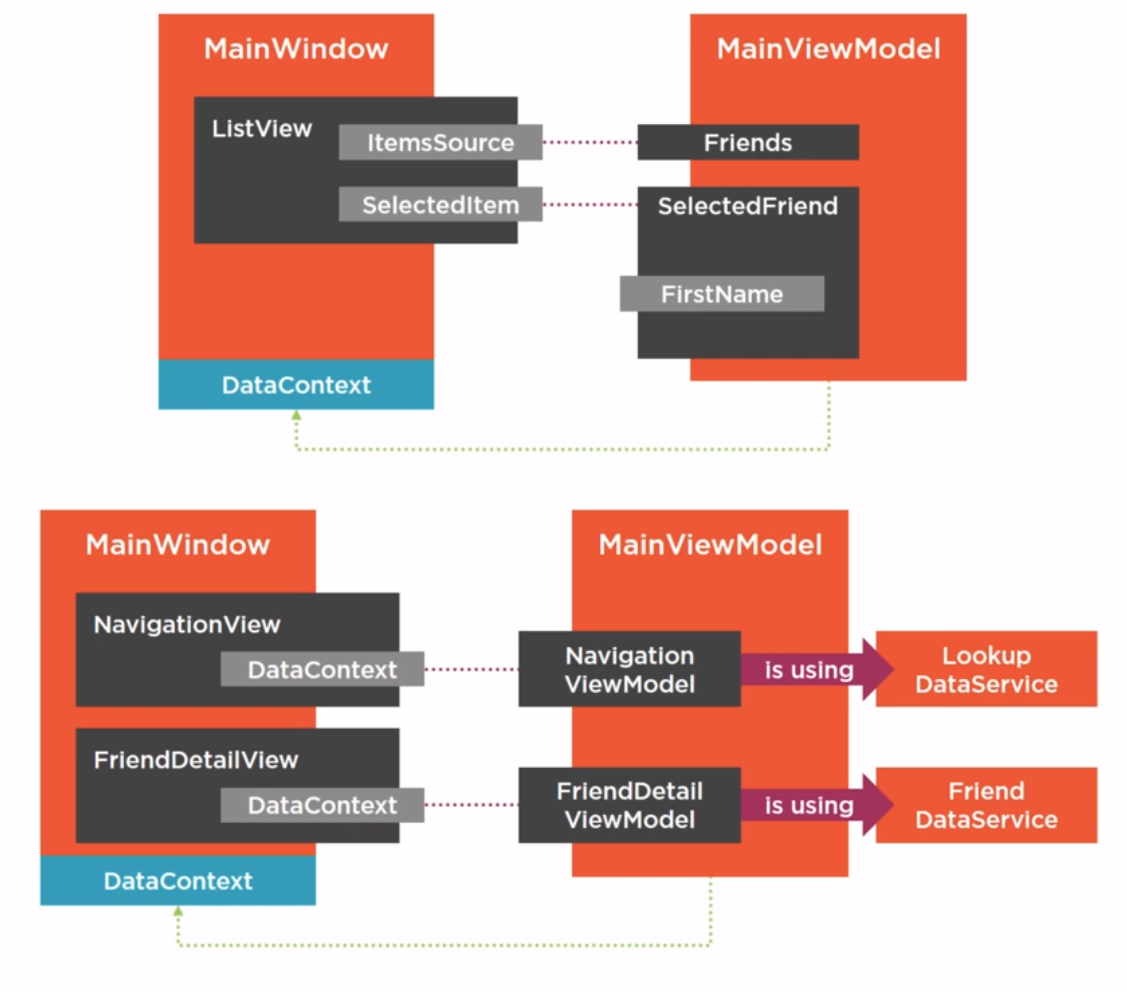 MainWindow
MainViewModel
ListView
ItemsSource
Friends
SelectedItem
SelectedFriend
FirstName
DataContext
MainWindow
MainViewModel
NavigationView
DataContext
Navigation
ViewModel
is using
Lookup
DataService
FriendDetailView
DataContext
FriendDetail
ViewModel
is using
Friend
DataService
DataContext